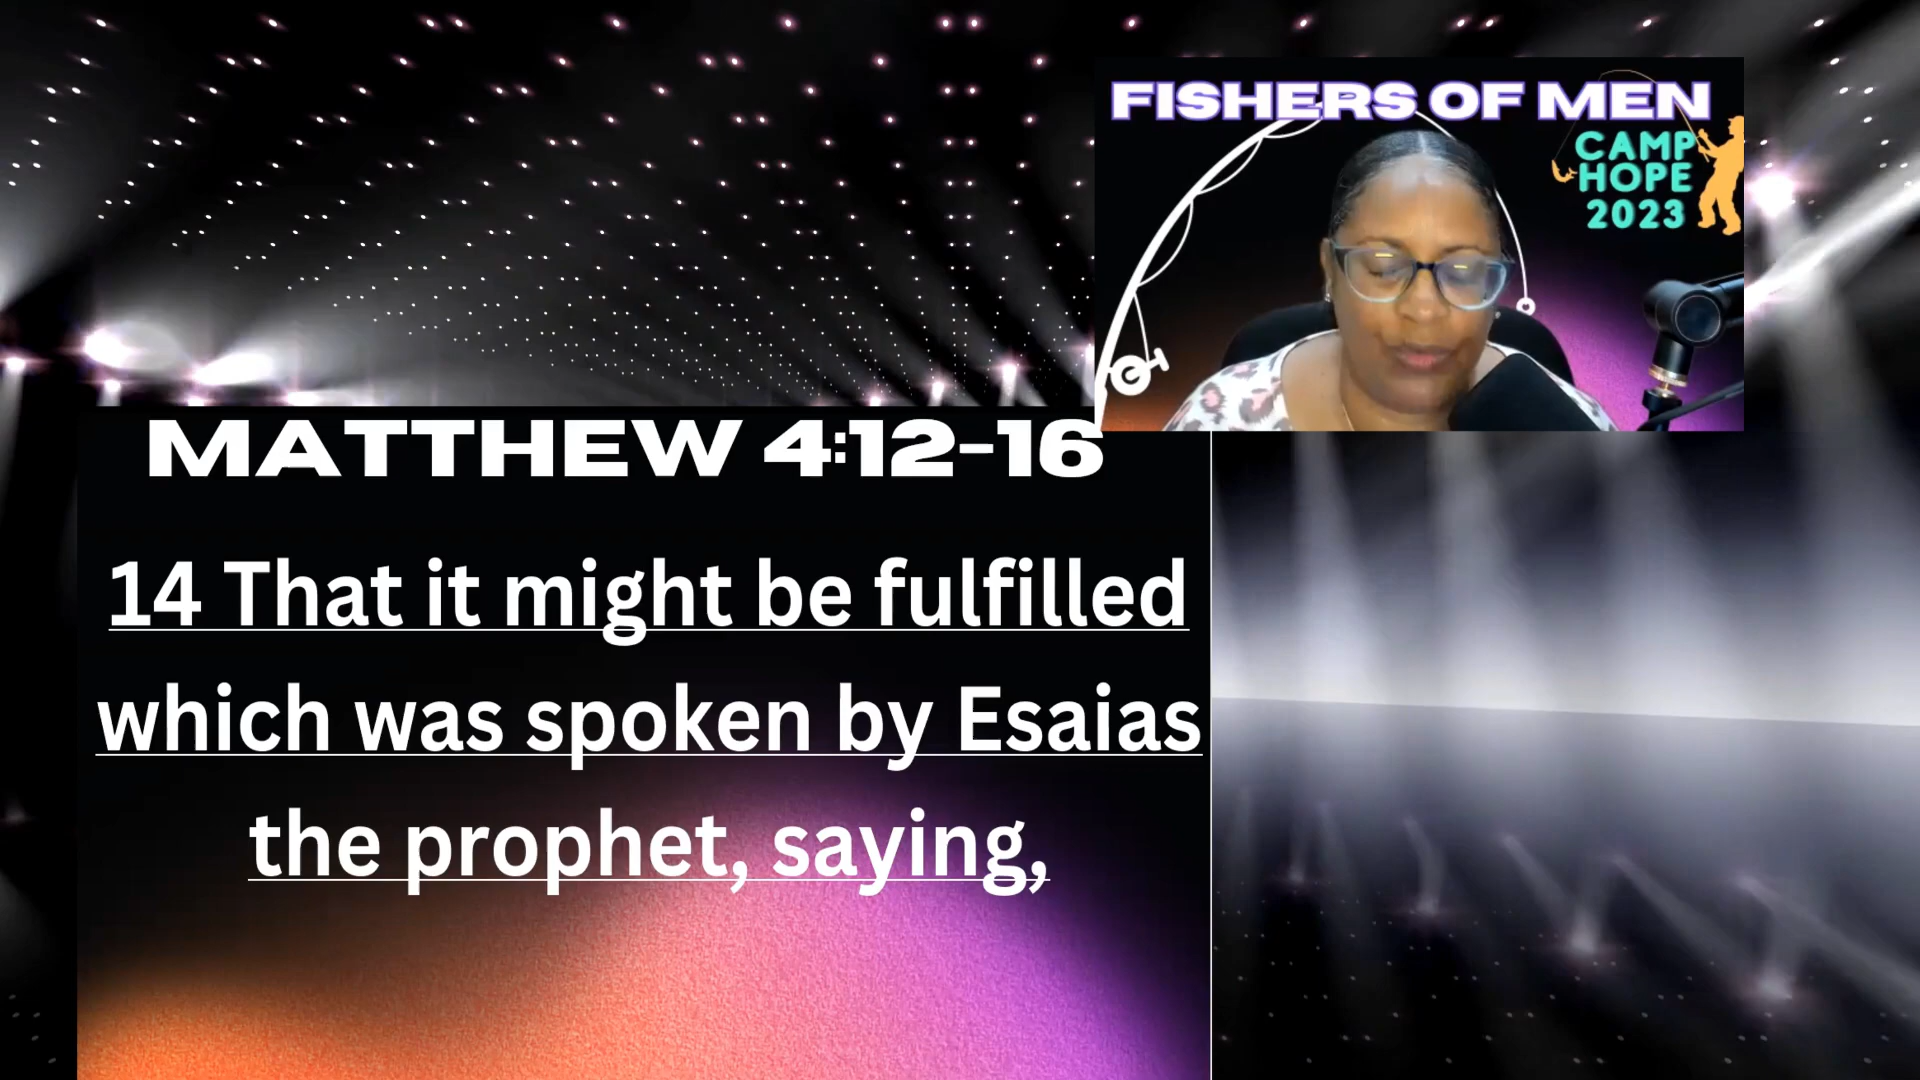 FISHERS OF MEN
CAMP
HOPE
2023
MATTHEW 4:12-16
14 That it might be fulfilled
which was spoken by Esaias
the prophet, saying,